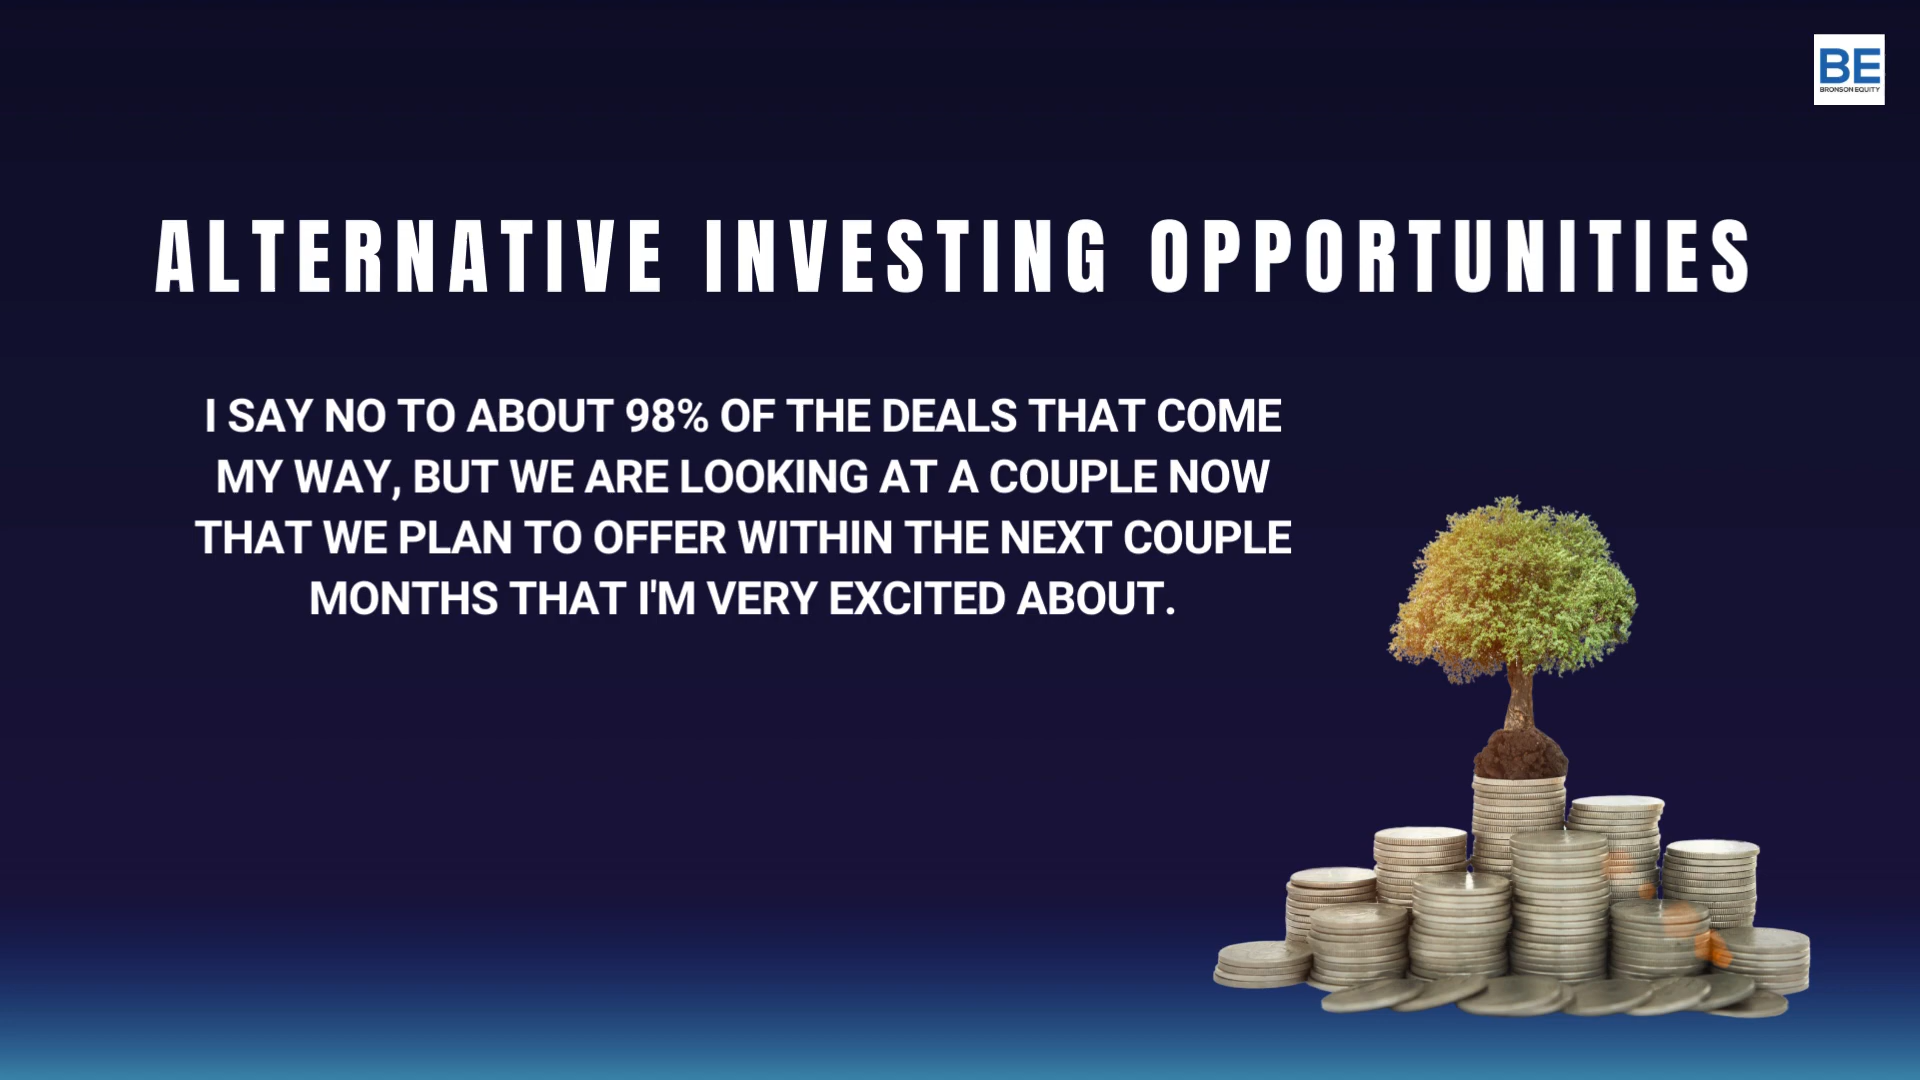 BE
BRONSON EQUITY
ALTERNATIVE INVESTING OPPORTUNITIES
I SAY NO TO ABOUT 98% OF THE DEALS THAT COME
MY WAY, BUT WE ARE LOOKING AT A COUPLE NOW
THAT WE PLAN TO OFFER WITHIN THE NEXT COUPLE
MONTHS THAT I'M VERY EXCITED ABOUT.